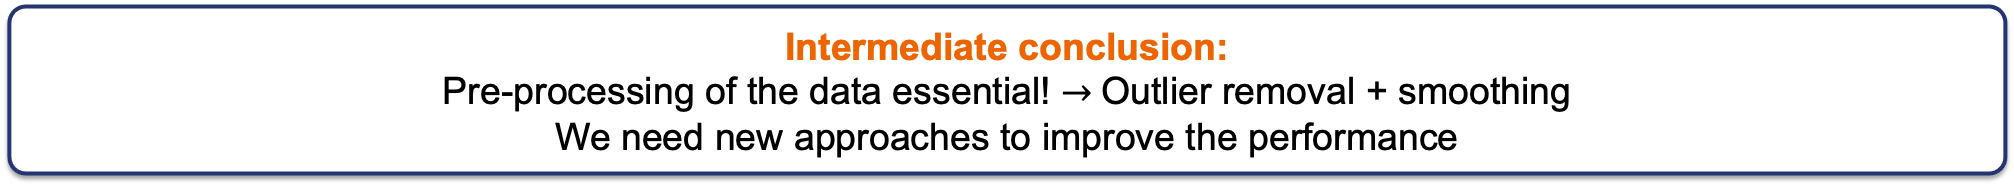 Intermediate conclusion:
Pre-processing of the data essential! → Outlier removal + smoothing
We need new approaches to improve the performance